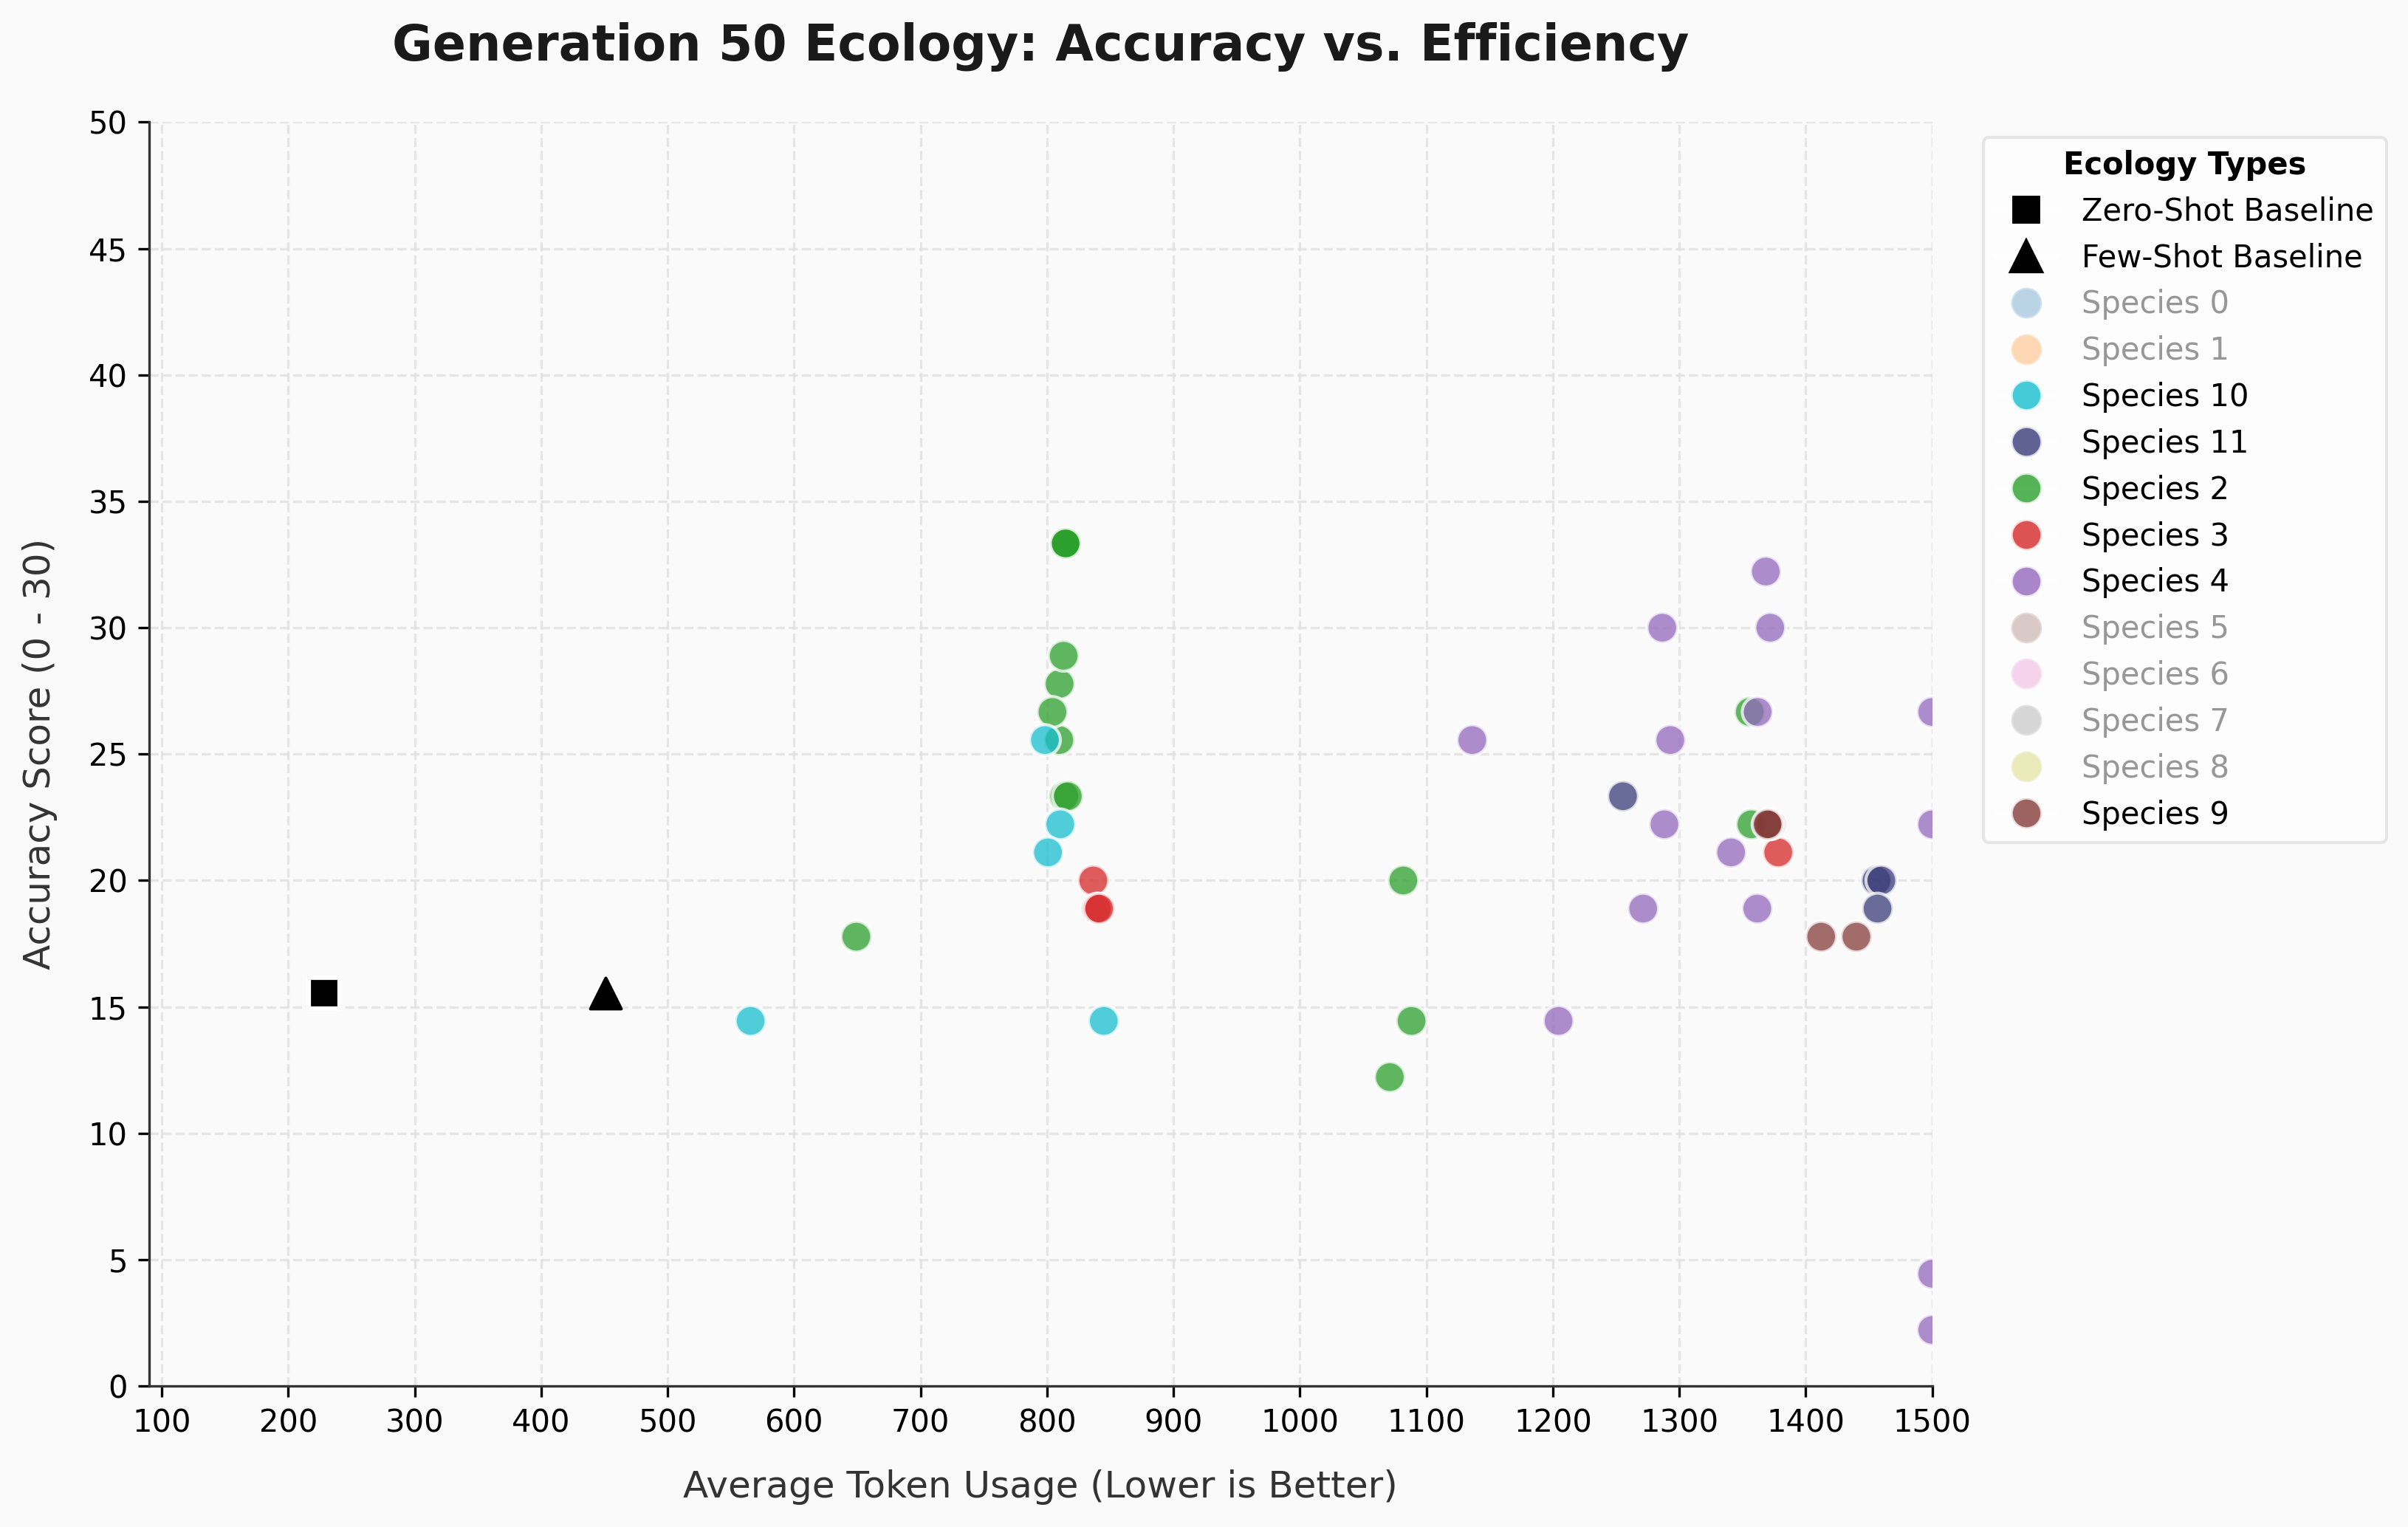 Generation 50 Ecology: Accuracy vs. Efficiency
Accuracy Score (0 - 30)
50
45
40
35
30
25
20
15
10
5
0
100 200 300 400 500 600 700 800 900 1000 1100 1200 1300 1400 1500
Average Token Usage (Lower is Better)
Ecology Types
Zero-Shot Baseline
Few-Shot Baseline
Species 0
Species 1
Species 10
Species 11
Species 2
Species 3
Species 4
Species 5
Species 6
Species 7
Species 8
Species 9